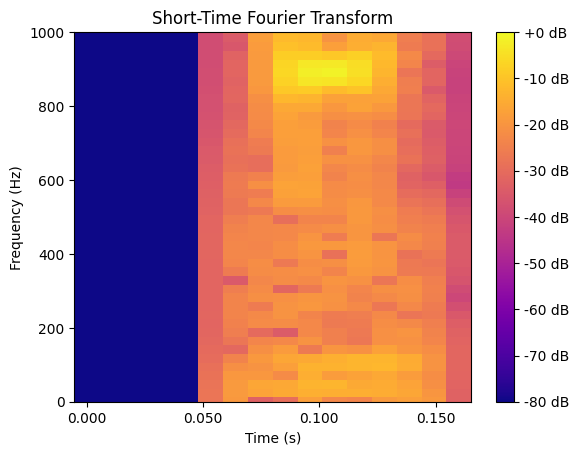 Short-Time Fourier Transform
Frequency (Hz)
1000
800
600
400
200
0
0.000
0.050
0.100
0.150
Time (s)
+0 dB
-10 dB
-20 dB
-30 dB
-40 dB
-50 dB
-60 dB
-70 dB
-80 dB